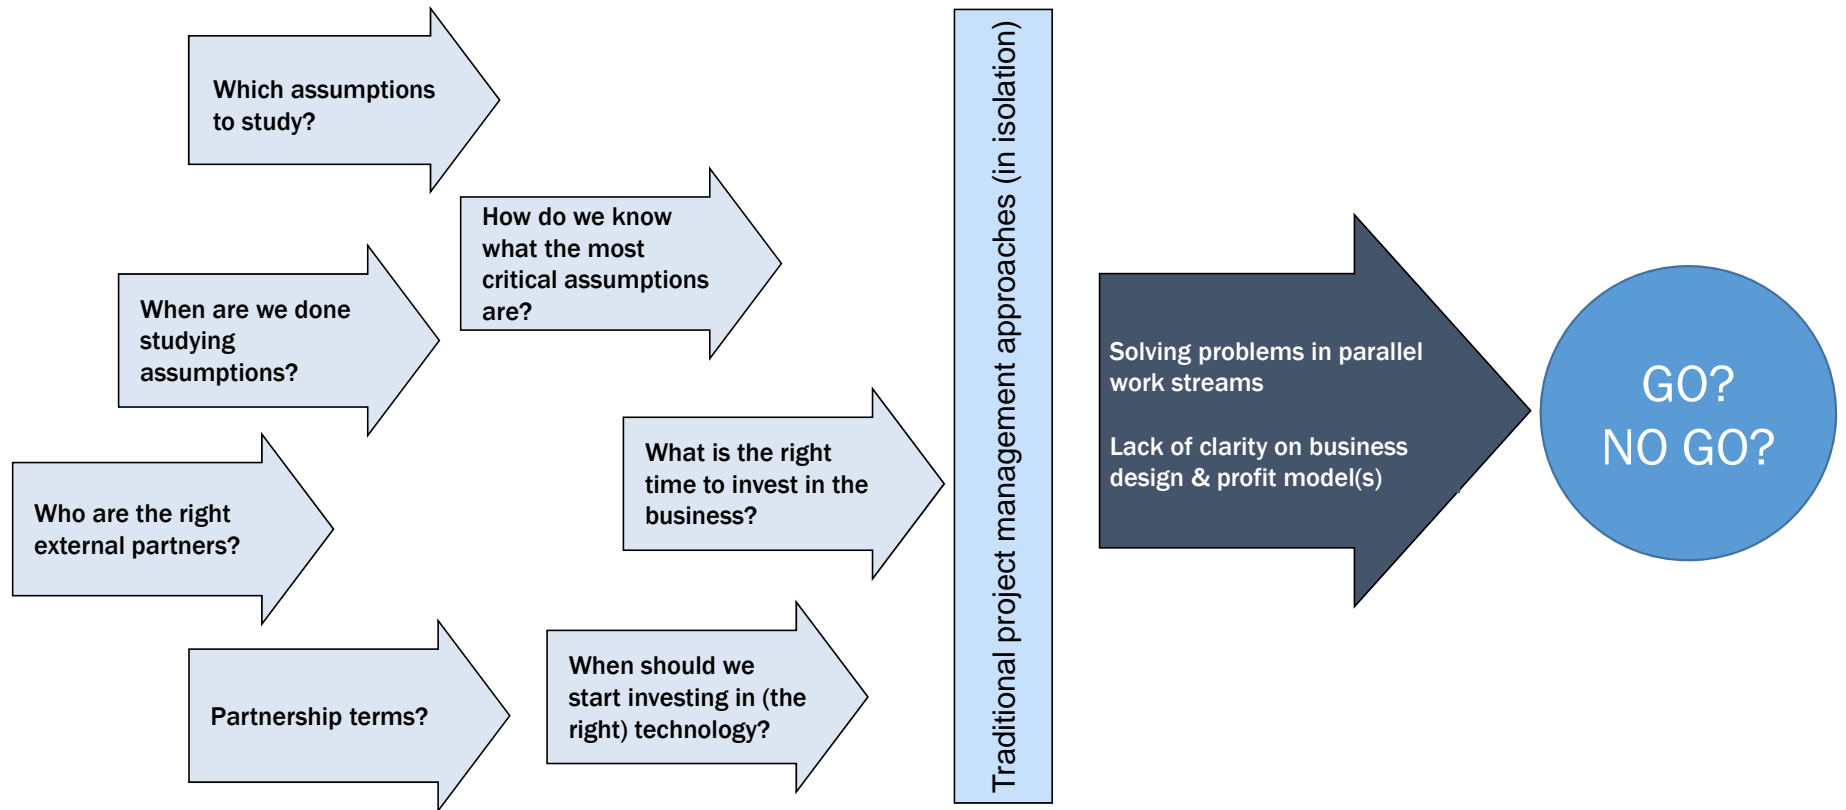 Which assumptions
to study?
How do we know
what the most
critical assumptions
are?
When are we done
studying
assumptions?
What is the right
time to invest in the
business?
Who are the right
external partners?
When should we
start investing in (the
right) technology?
Partnership terms?
Traditional project management approaches (in isolation)
Solving problems in parallel
work streams
Lack of clarity on business
design & profit model(s)
GO?
NO GO?